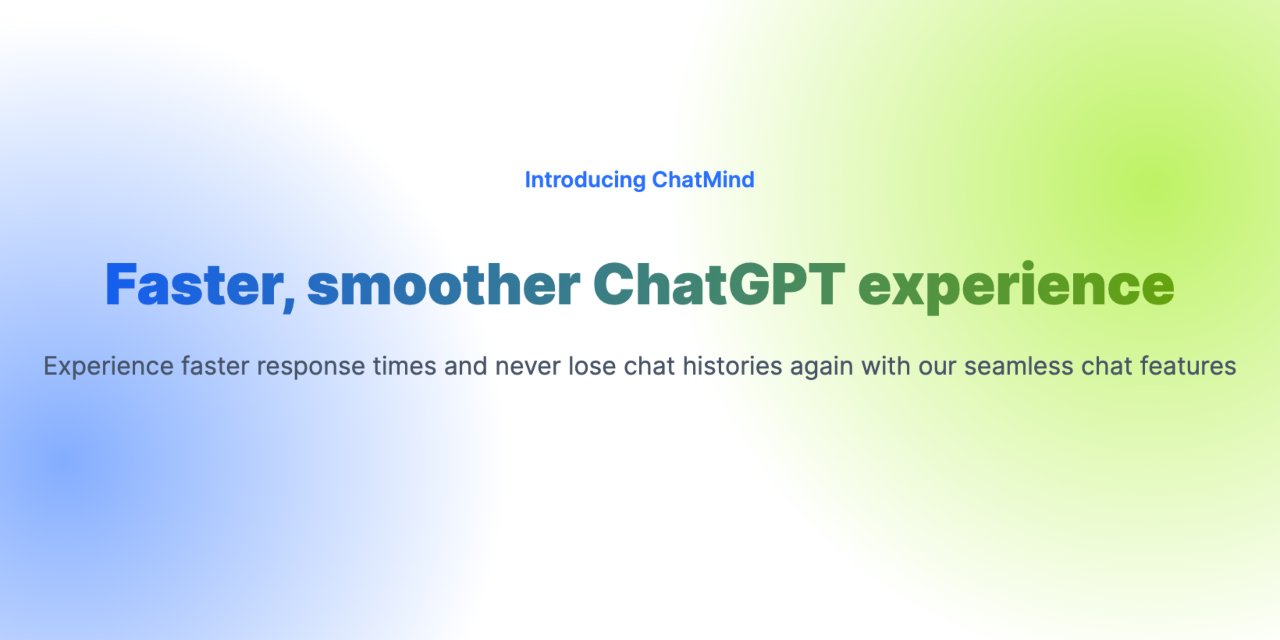 Introducing ChatMind
Faster, smoother ChatGPT experience
Experience faster response times and never lose chat histories again with our seamless chat features